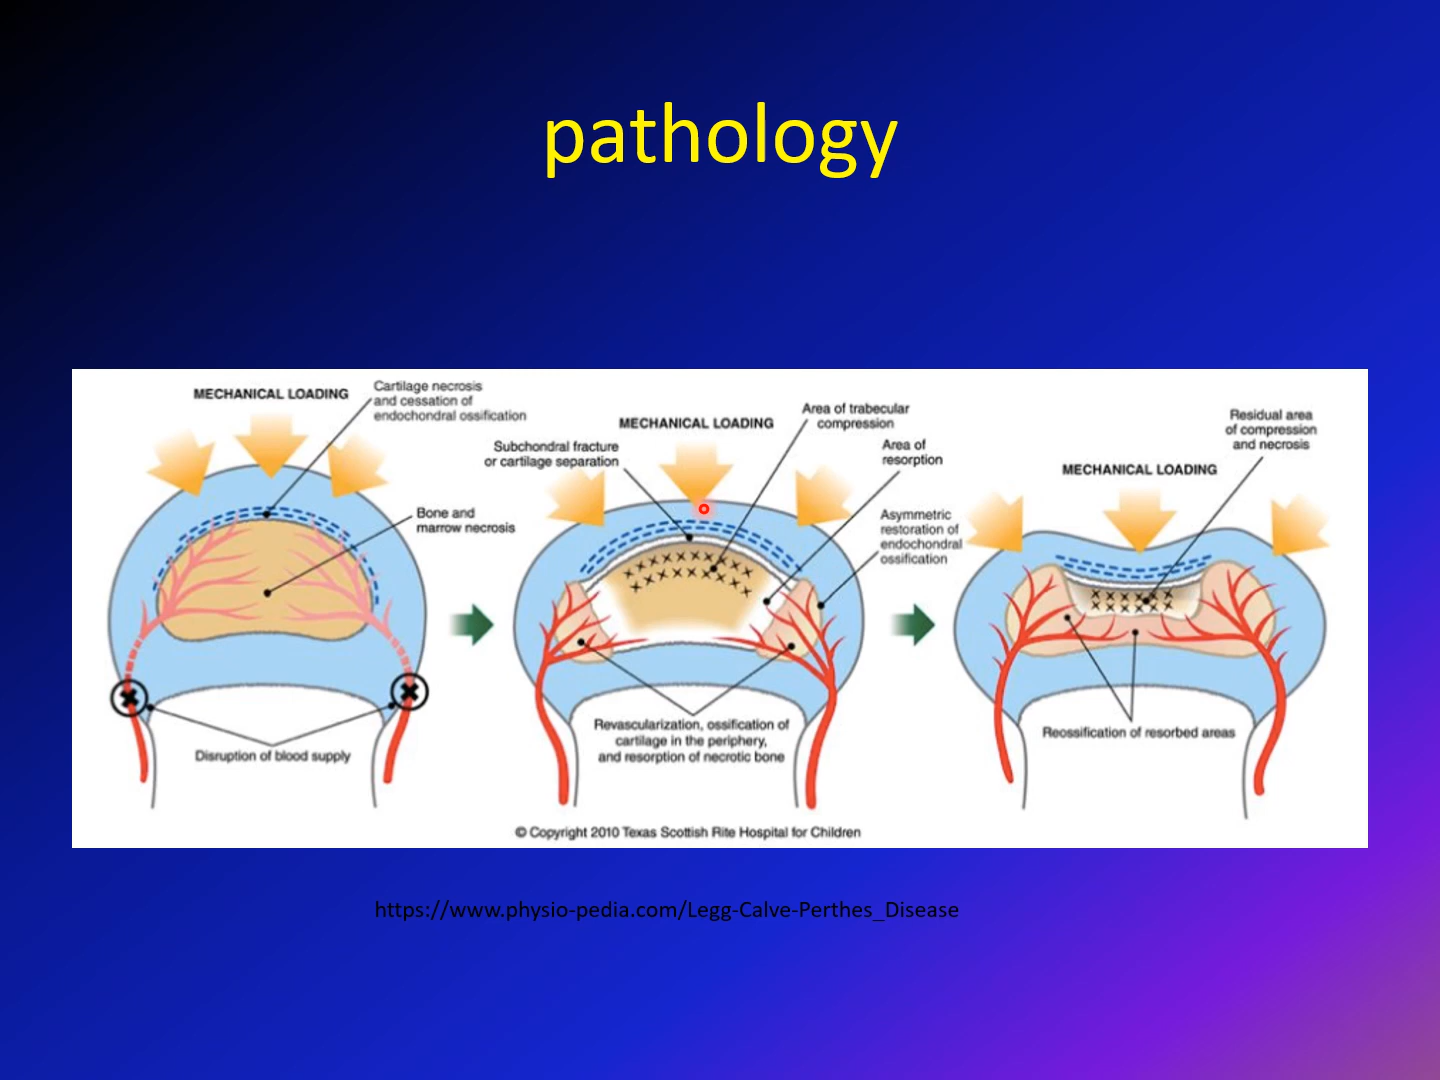 pathology
MECHANICAL LOADING
Cartilage necrosis
and cessation of
endochondral ossification
Bone and
marrow necrosis
Disruption of blood supply
MECHANICAL LOADING
Subchondral fracture
or cartilage separation
Area of trabecular
compression
Area of
resorption
Asymmetric
restoration of
endochondral
ossification
Revascularization, ossification of
cartilage in the periphery,
and resorption of necrotic bone
MECHANICAL LOADING
Residual area
of compression
and necrosis
Reossification of resorbed areas
© Copyright 2010 Texas Scottish Rite Hospital for Children
https://www.physio-pedia.com/Legg-Calve-Perthes_Disease